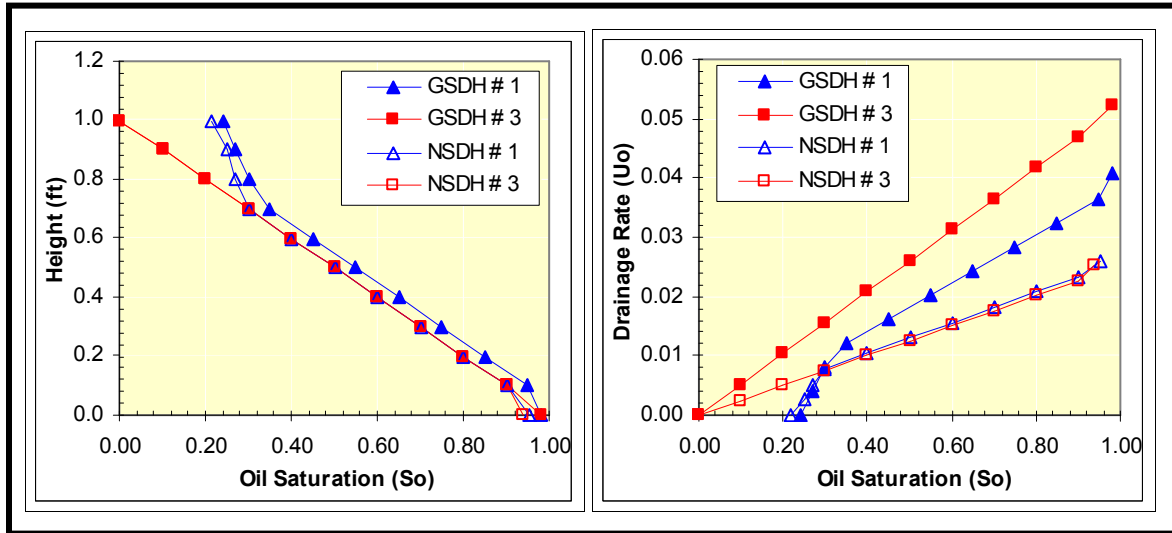 1.2
1.0
0.8
0.6
0.4
0.2
0.0
Height (ft)
GSDH # 1
GSDH # 3
NSDH # 1
NSDH # 3
0.00 0.20 0.40 0.60 0.80 1.00
Oil Saturation (So)
0.06
0.05
0.04
0.03
0.02
0.01
0.00
Drainage Rate (Uo)
GSDH # 1
GSDH # 3
NSDH # 1
NSDH # 3
0.00 0.20 0.40 0.60 0.80 1.00
Oil Saturation (So)